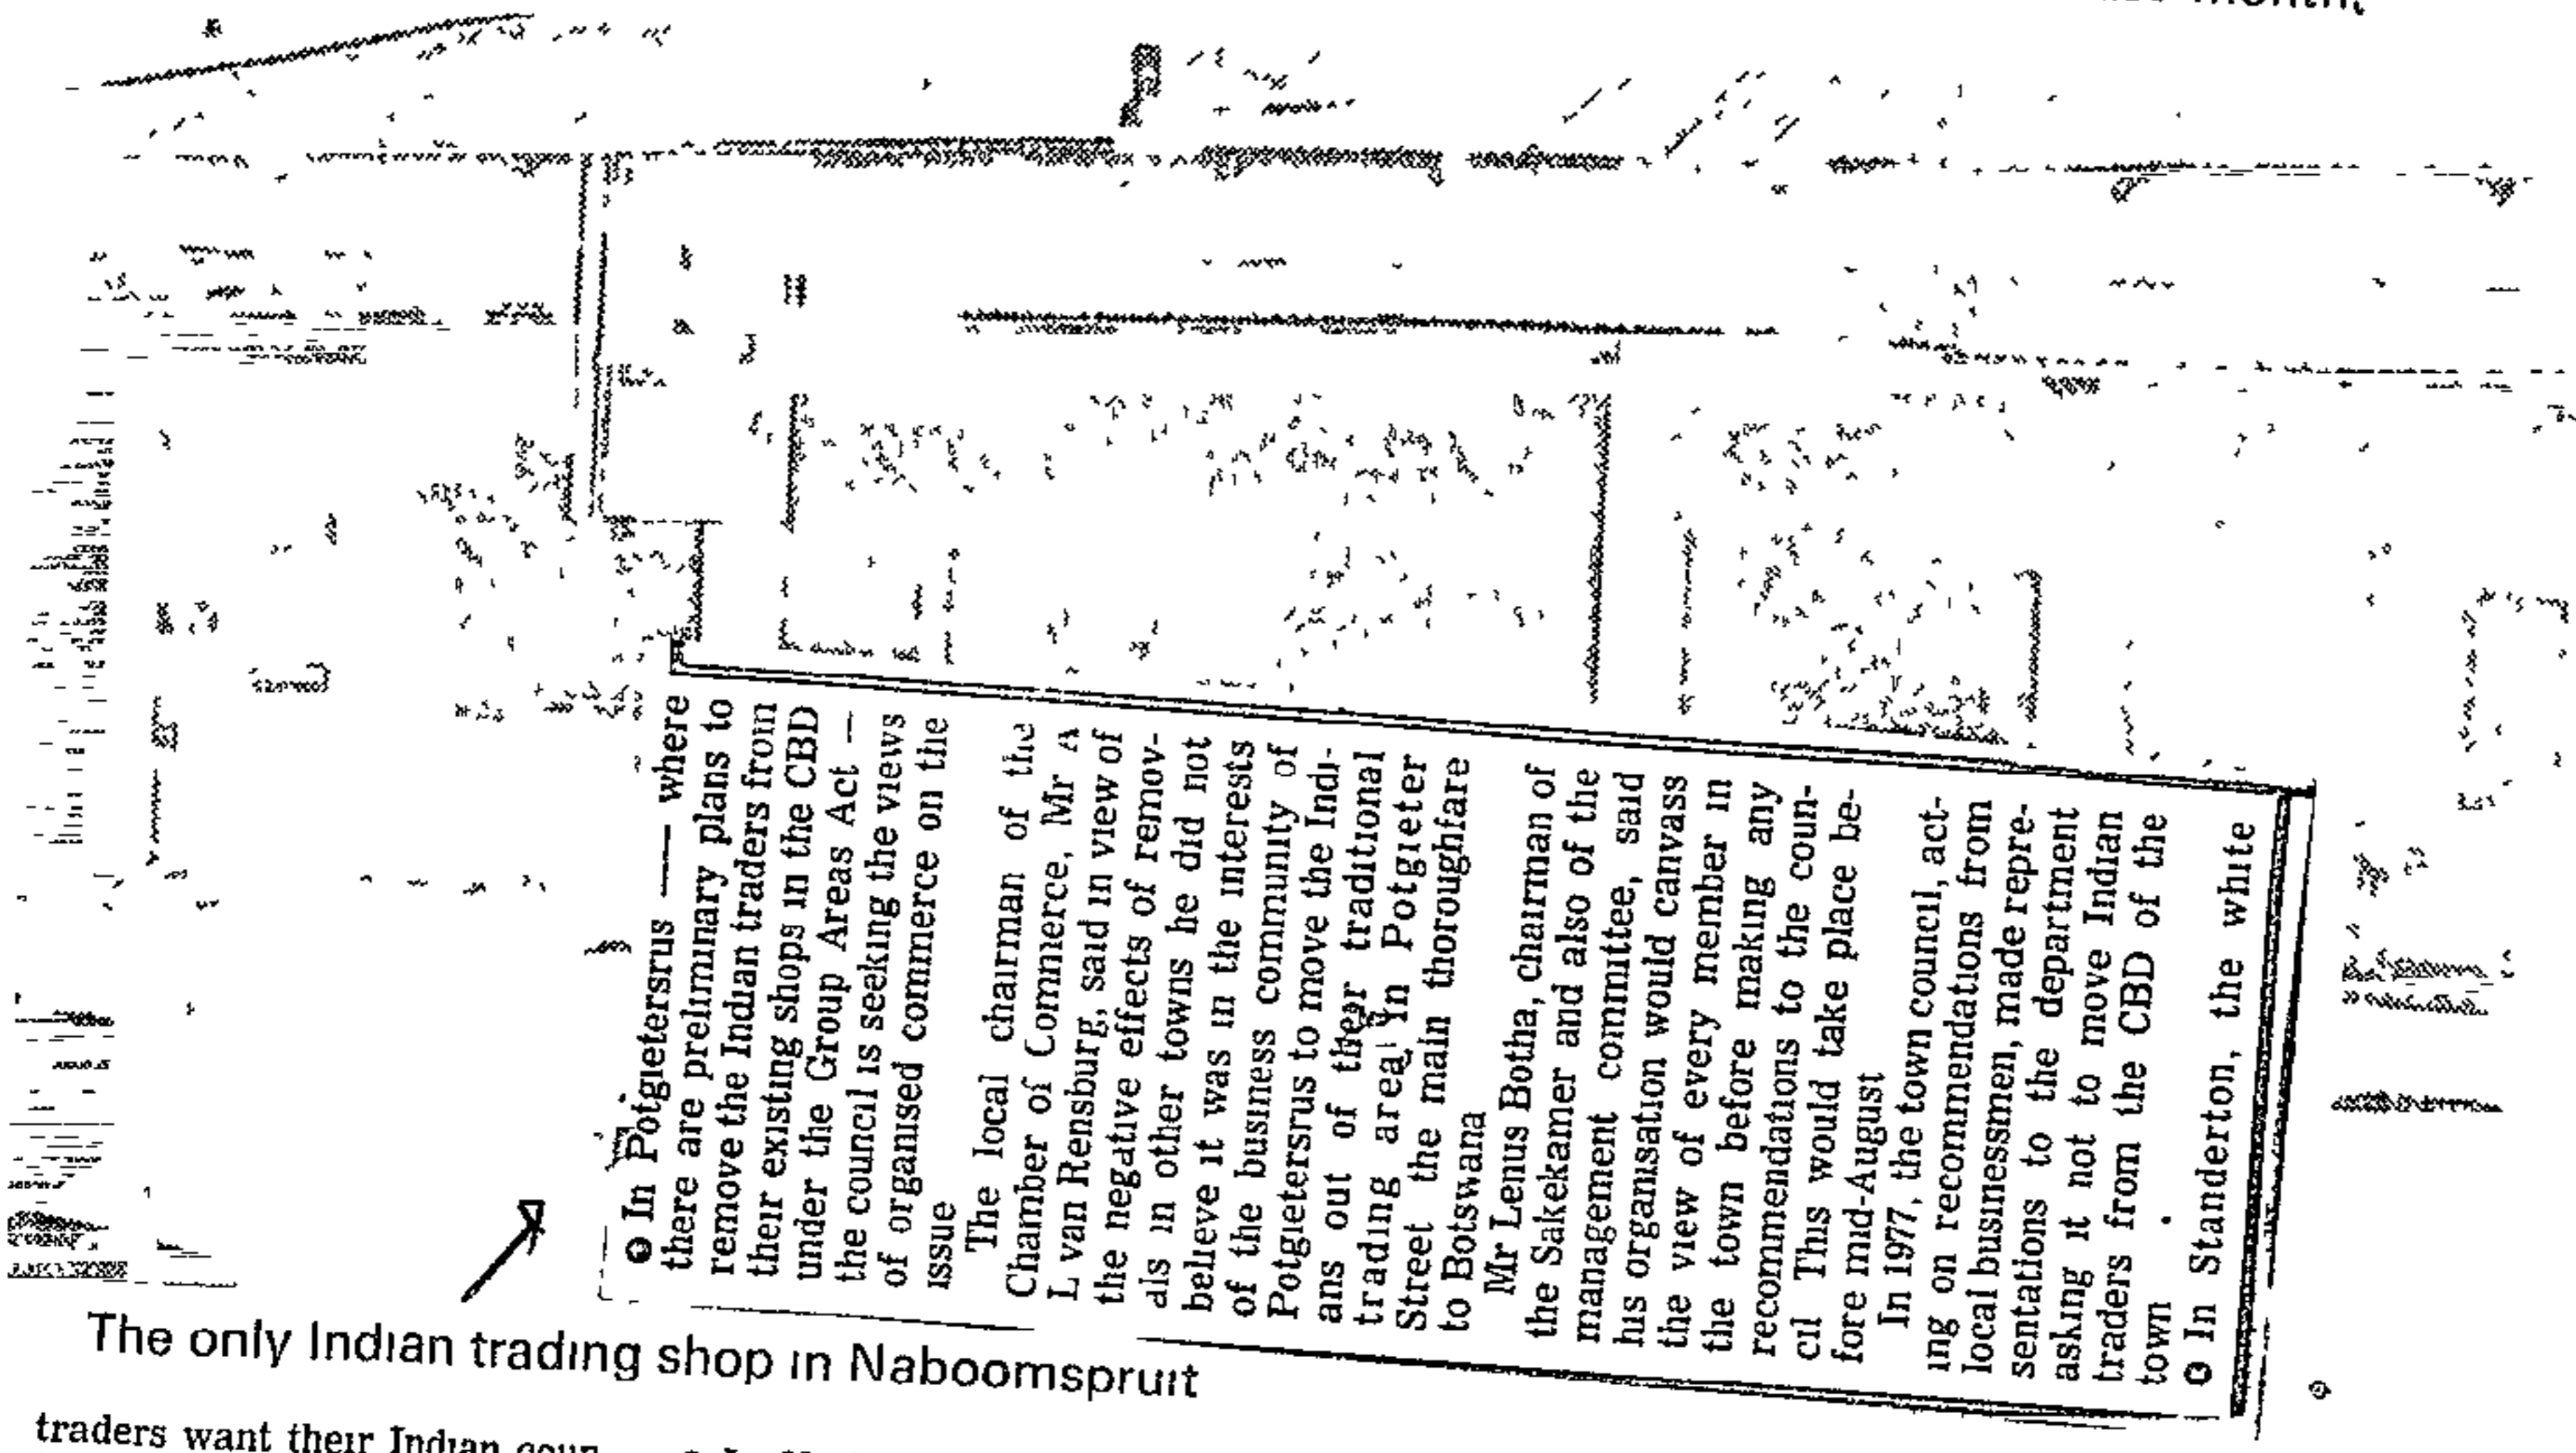 month,
● In Potgietersrus — where
there are preliminary plans to
remove the Indian traders from
their existing shops in the CBD
under the Group Areas Act —
the council is seeking the views
of organised commerce on the
issue
The local chairman of the
Chamber of Commerce, Mr A
L van Rensburg, said in view of
the negative effects of remov-
als in other towns he did not
believe it was in the interests
of the business community of
Potgietersrus to move the Indi-
ans out of their traditional
trading area in Potgieter
Street the main thoroughfare
to Botswana
Mr Lenus Botha, chairman of
the Sakekamer and also of the
management committee, said
his organisation would canvass
the view of every member in
the town before making any
recommendations to the coun-
cil This would take place be-
fore mid-August
In 1977, the town council, act-
ing on recommendations from
local businessmen, made repre-
sentations to the department
asking it not to move Indian
traders from the CBD of the
town .
● In Standerton, the white
The only Indian trading shop in Naboomspruit
traders want their Indian